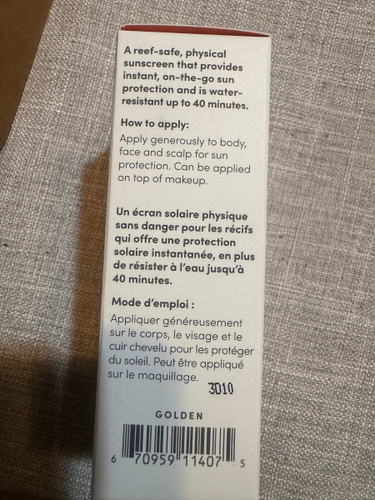 A reef-safe, physical
sunscreen that provides
instant, on-the-go sun
protection and is water-
resistant up to 40 minutes.
How to apply:
Apply generously to body,
face and scalp for sun
protection. Can be applied
on top of makeup.
Un écran solaire physique
sans danger pour les récifs
qui offre une protection
solaire instantanée, en plus
de résister à l'eau jusqu'à
40 minutes.
Mode d'emploi :
Appliquer généreusement
sur le corps, le visage et le
cuir chevelu pour les protéger
du soleil. Peut être appliqué
sur le maquillage.
3D10
GOLDEN
6 70959 11407 5